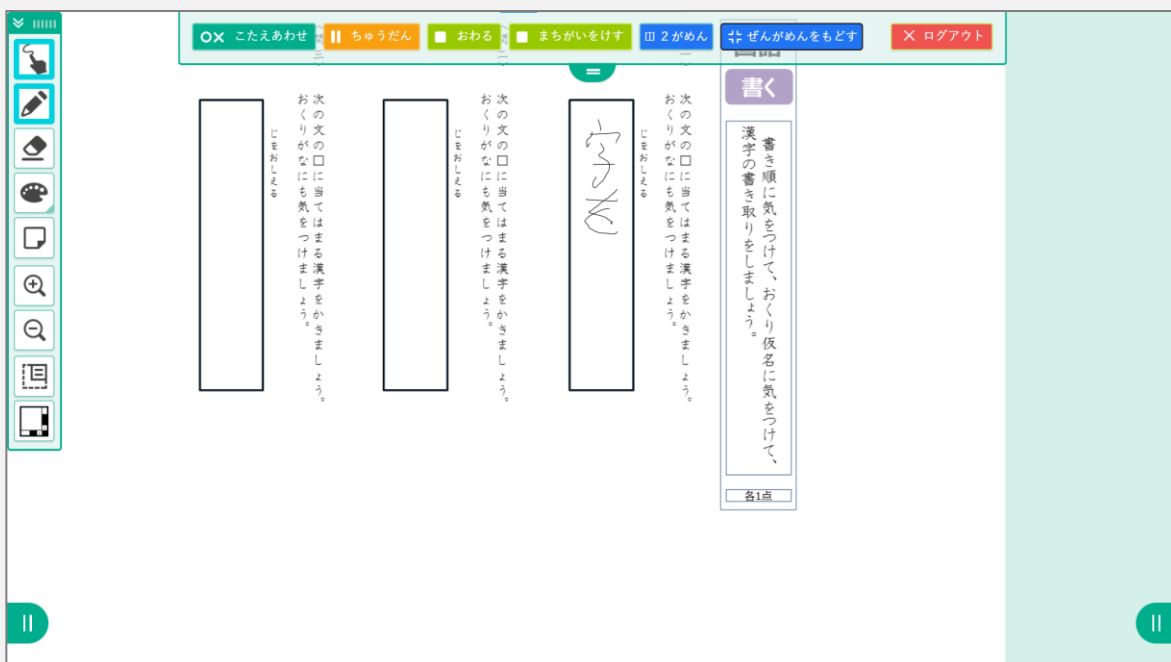 こたえあわせ
ちゅうだん
おわる
まちがいをけす
2がめん
ぜんがめんをもどす
ログアウト
書く
書き順に気をつけて、おくり仮名に気をつけて、
漢字の書き取りをしましょう。
各1点
次の文の□に当てはまる漢字をかきましょう。
おくりがなにも気をつけましょう。
じをおしえる
字を
次の文の□に当てはまる漢字をかきましょう。
おくりがなにも気をつけましょう。
じをおしえる
次の文の□に当てはまる漢字をかきましょう。
おくりがなにも気をつけましょう。
じをおしえる